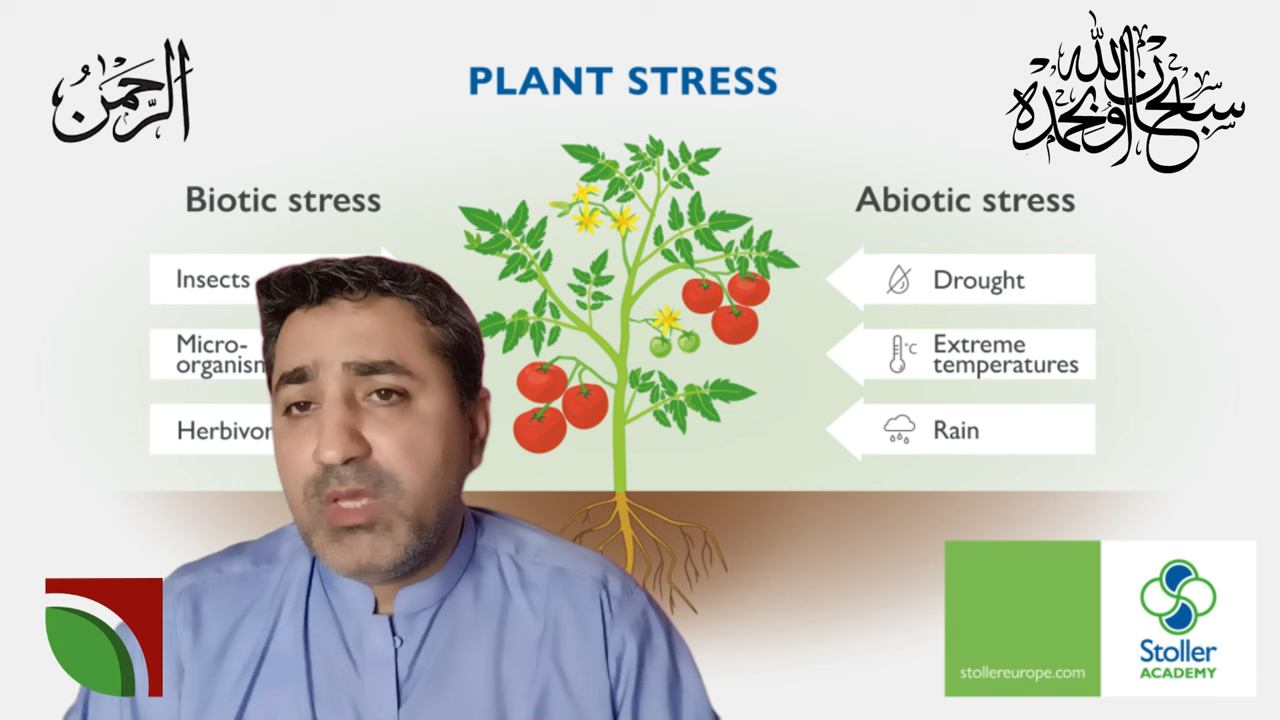 الرحمن
سبحان الله وبحمده
PLANT STRESS
Biotic stress
Abiotic stress
Insects
Micro-
organism
Herbivor
Drought
°C
Extreme
temperatures
Rain
stollereurope.com
Stoller
ACADEMY